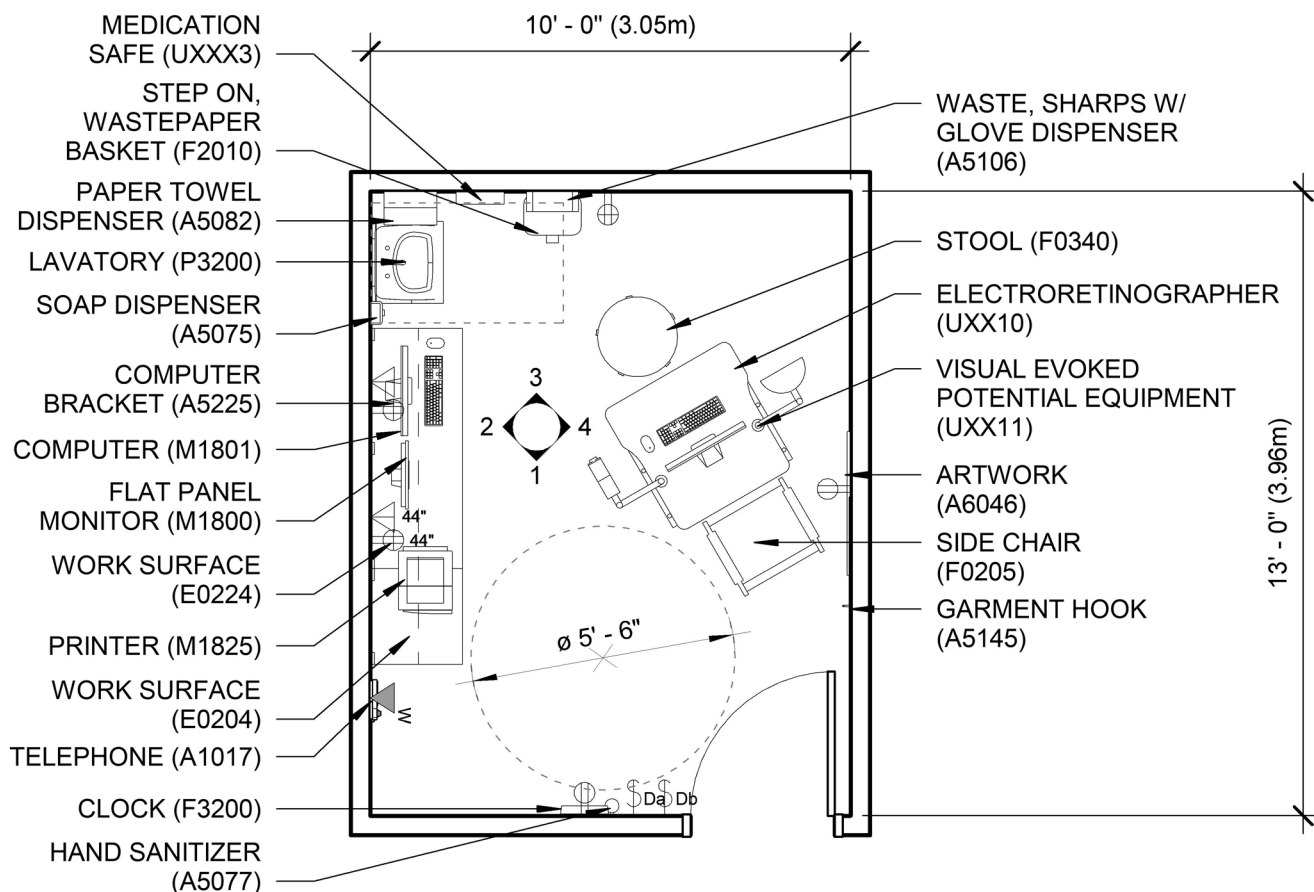 MEDICATION
SAFE (UXXX3)
STEP ON,
WASTEPAPER
BASKET (F2010)
PAPER TOWEL
DISPENSER (A5082)
LAVATORY (P3200)
SOAP DISPENSER
(A5075)
COMPUTER
BRACKET (A5225)
COMPUTER (M1801)
FLAT PANEL
MONITOR (M1800)
WORK SURFACE
(E0224)
PRINTER (M1825)
WORK SURFACE
(E0204)
TELEPHONE (A1017)
CLOCK (F3200)
HAND SANITIZER
(A5077)
10' - 0" (3.05m)
3
2 4
1
44"
44"
ø 5' - 6"
W
Da Db
WASTE, SHARPS W/
GLOVE DISPENSER
(A5106)
STOOL (F0340)
ELECTRORETINOGRAPHER
(UXX10)
VISUAL EVOKED
POTENTIAL EQUIPMENT
(UXX11)
ARTWORK
(A6046)
SIDE CHAIR
(F0205)
GARMENT HOOK
(A5145)
13' - 0" (3.96m)